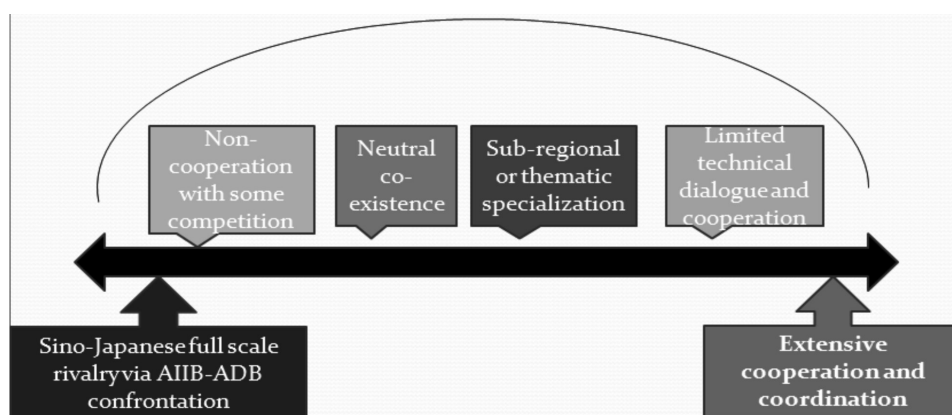 Non-
cooperation
with some
competition
Neutral
co-
existence
Sub-regional
or thematic
specialization
Limited
technical
dialogue and
cooperation
Sino-Japanese full scale
rivalry via AIIB-ADB
confrontation
Extensive
cooperation and
coordination